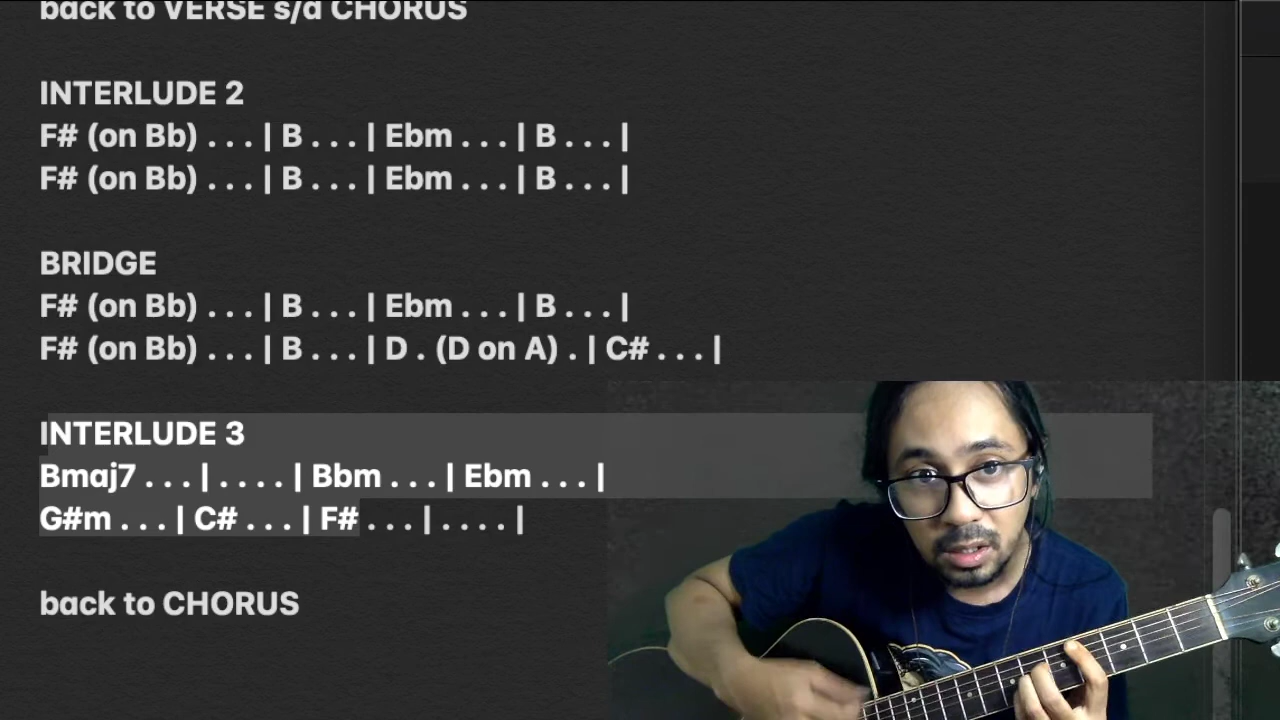 back to VERSE s/d CHORUS
INTERLUDE 2
F# (on Bb) . . . | B . . . | Ebm . . . | B . . . |
F# (on Bb) . . . | B . . . | Ebm . . . | B . . . |
BRIDGE
F# (on Bb) . . . | B . . . | Ebm . . . | B . . . |
F# (on Bb) . . . | B . . . | D . (D on A) . | C# . . . |
INTERLUDE 3
Bmaj7 . . . | . . . . | Bbm . . . | Ebm . . . |
G#m . . . | C# . . . | F# . . . | . . . . |
back to CHORUS